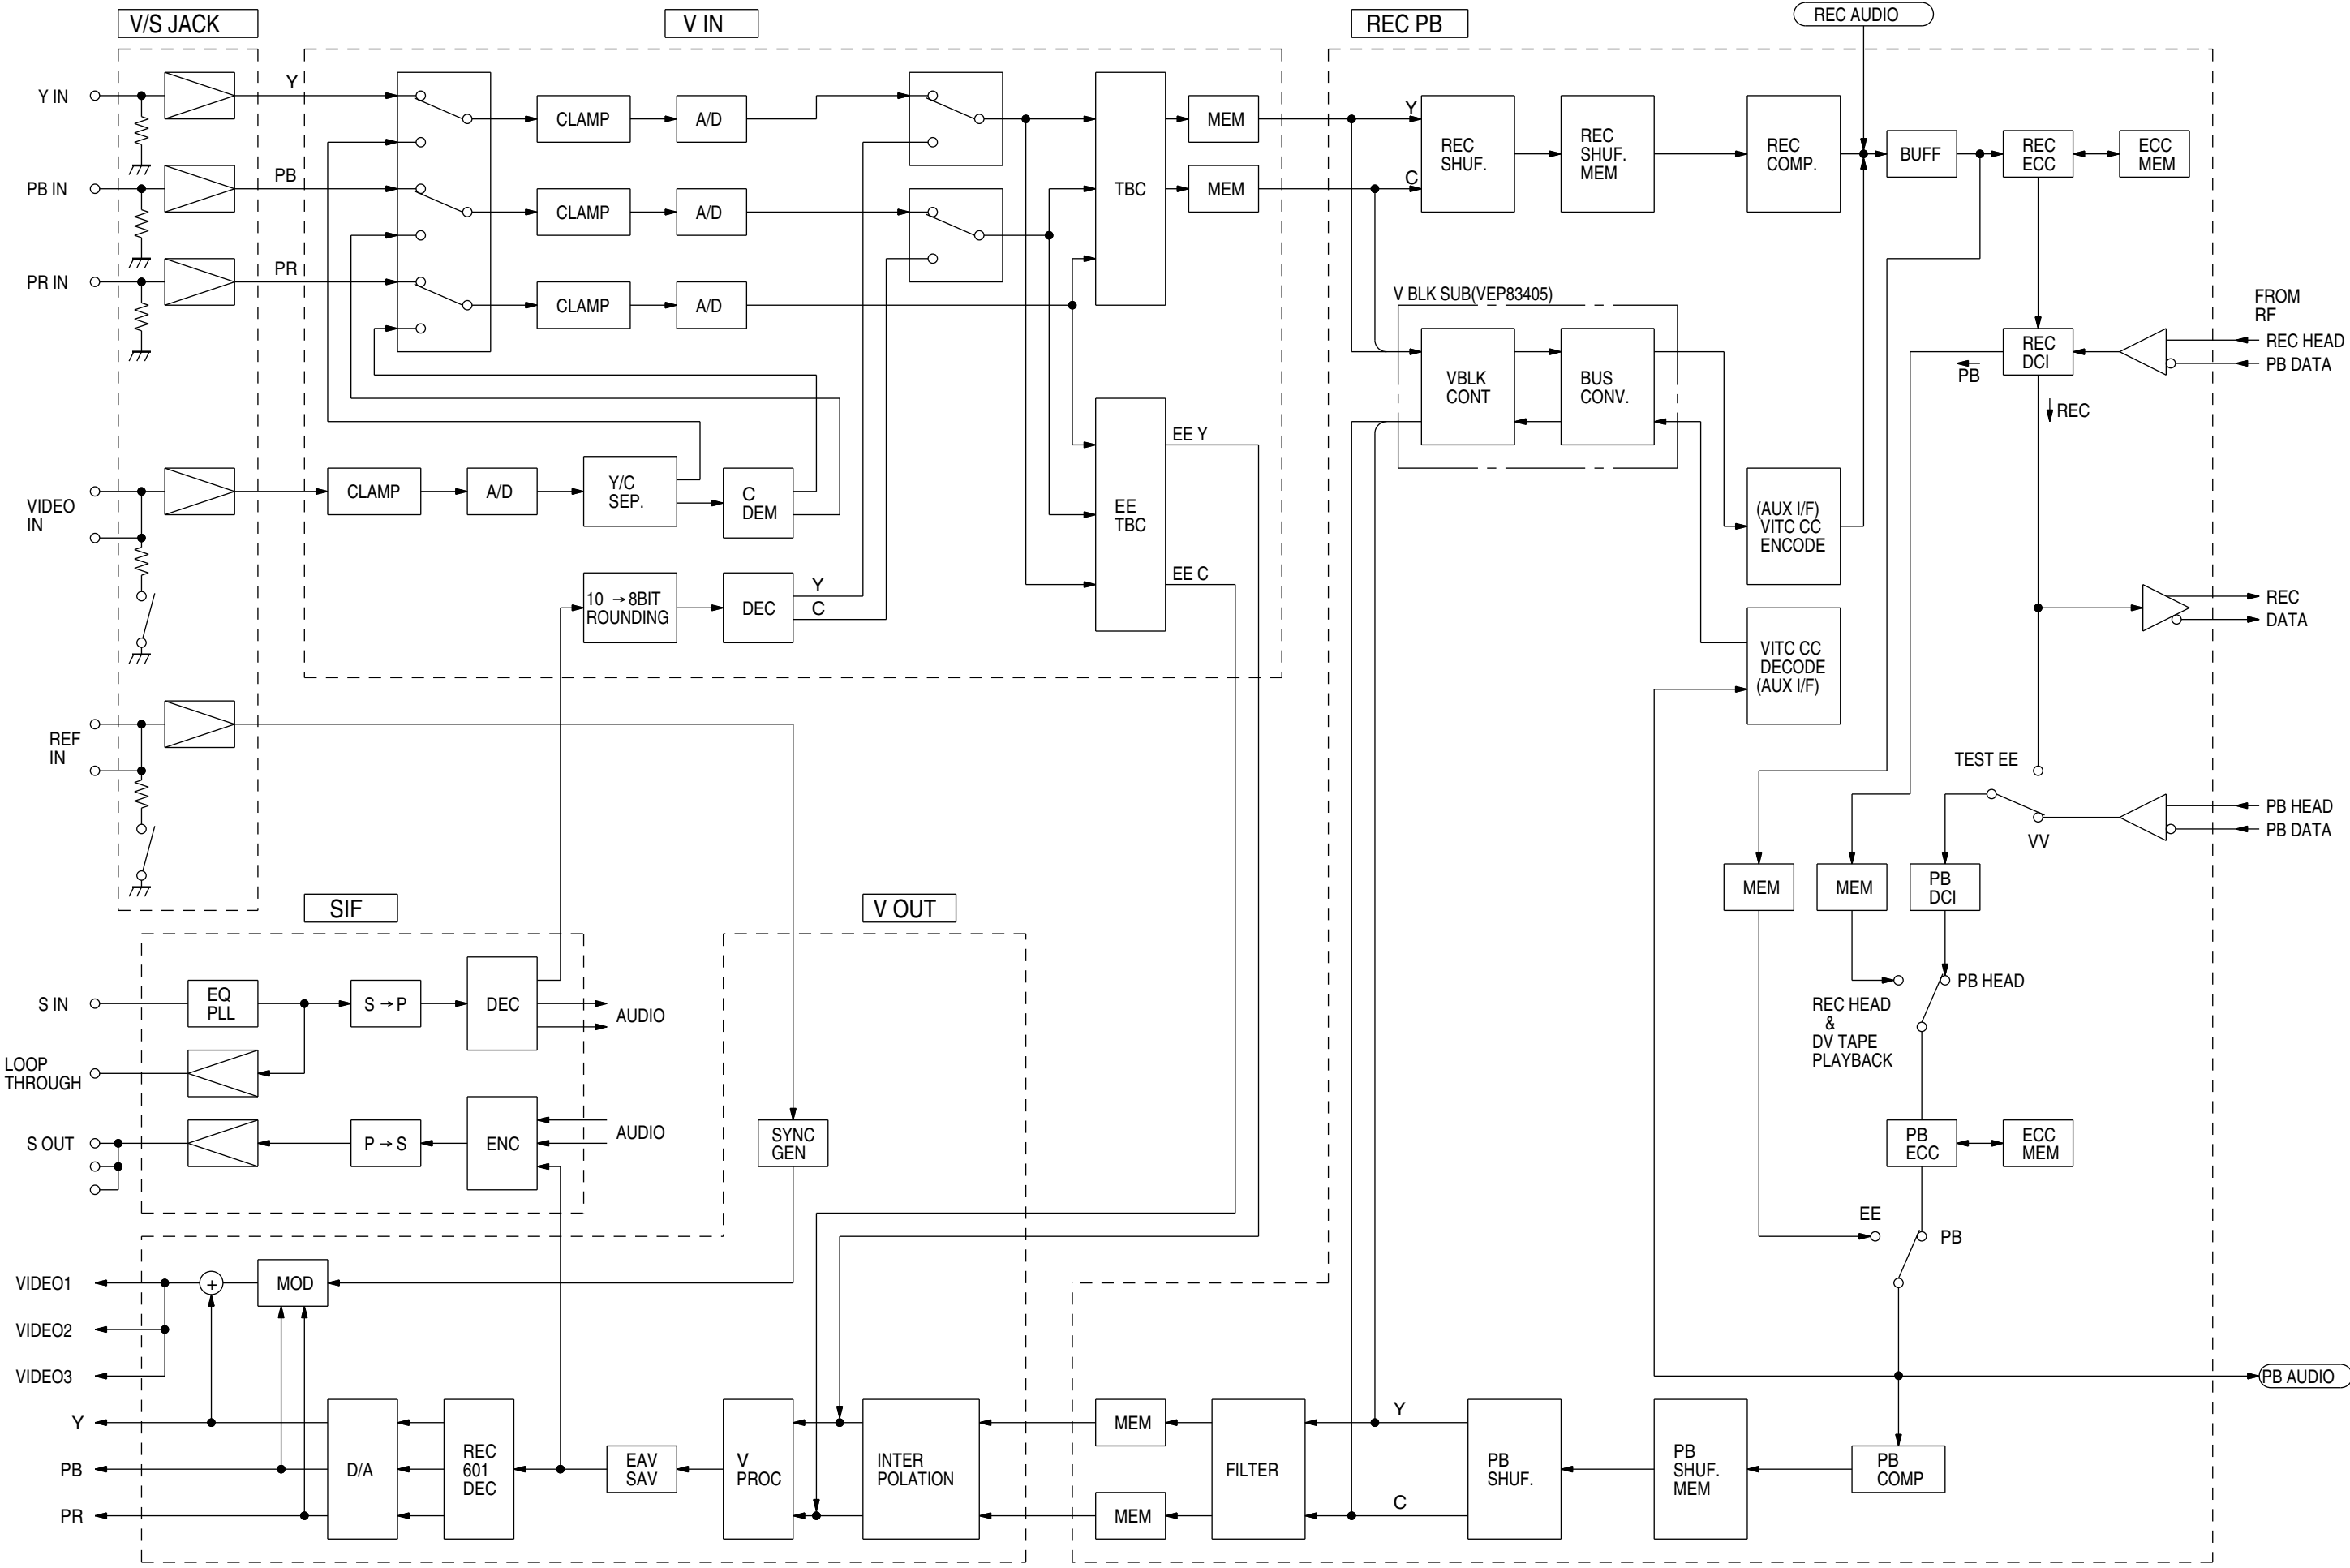 V/S JACK
V IN
REC PB
REC AUDIO
Y IN
Y
CLAMP
A/D
MEM
Y
REC
SHUF.
REC
SHUF.
MEM
REC
COMP.
BUFF
REC
ECC
ECC
MEM
PB IN
PB
CLAMP
A/D
TBC
MEM
C
PR IN
PR
CLAMP
A/D
V BLK SUB(VEP83405)
VBLK
CONT
BUS
CONV.
REC
DCI
PB
REC
FROM
RF
REC HEAD
PB DATA
VIDEO
IN
CLAMP
A/D
Y/C
SEP.
C
DEM
EE
TBC
EE Y
EE C
(AUX I/F)
VITC CC
ENCODE
10 →8BIT
ROUNDING
DEC
Y
C
REC
DATA
VITC CC
DECODE
(AUX I/F)
REF
IN
TEST EE
VV
PB HEAD
PB DATA
MEM
MEM
PB
DCI
SIF
V OUT
S IN
EQ
PLL
S →P
DEC
AUDIO
PB HEAD
REC HEAD
&
DV TAPE
PLAYBACK
LOOP
THROUGH
S OUT
P →S
ENC
AUDIO
SYNC
GEN
PB
ECC
ECC
MEM
EE
PB
VIDEO1
+
MOD
VIDEO2
VIDEO3
PB AUDIO
Y
PB
PR
D/A
REC
601
DEC
EAV
SAV
V
PROC
INTER
POLATION
MEM
MEM
FILTER
Y
C
PB
SHUF.
PB
SHUF.
MEM
PB
COMP